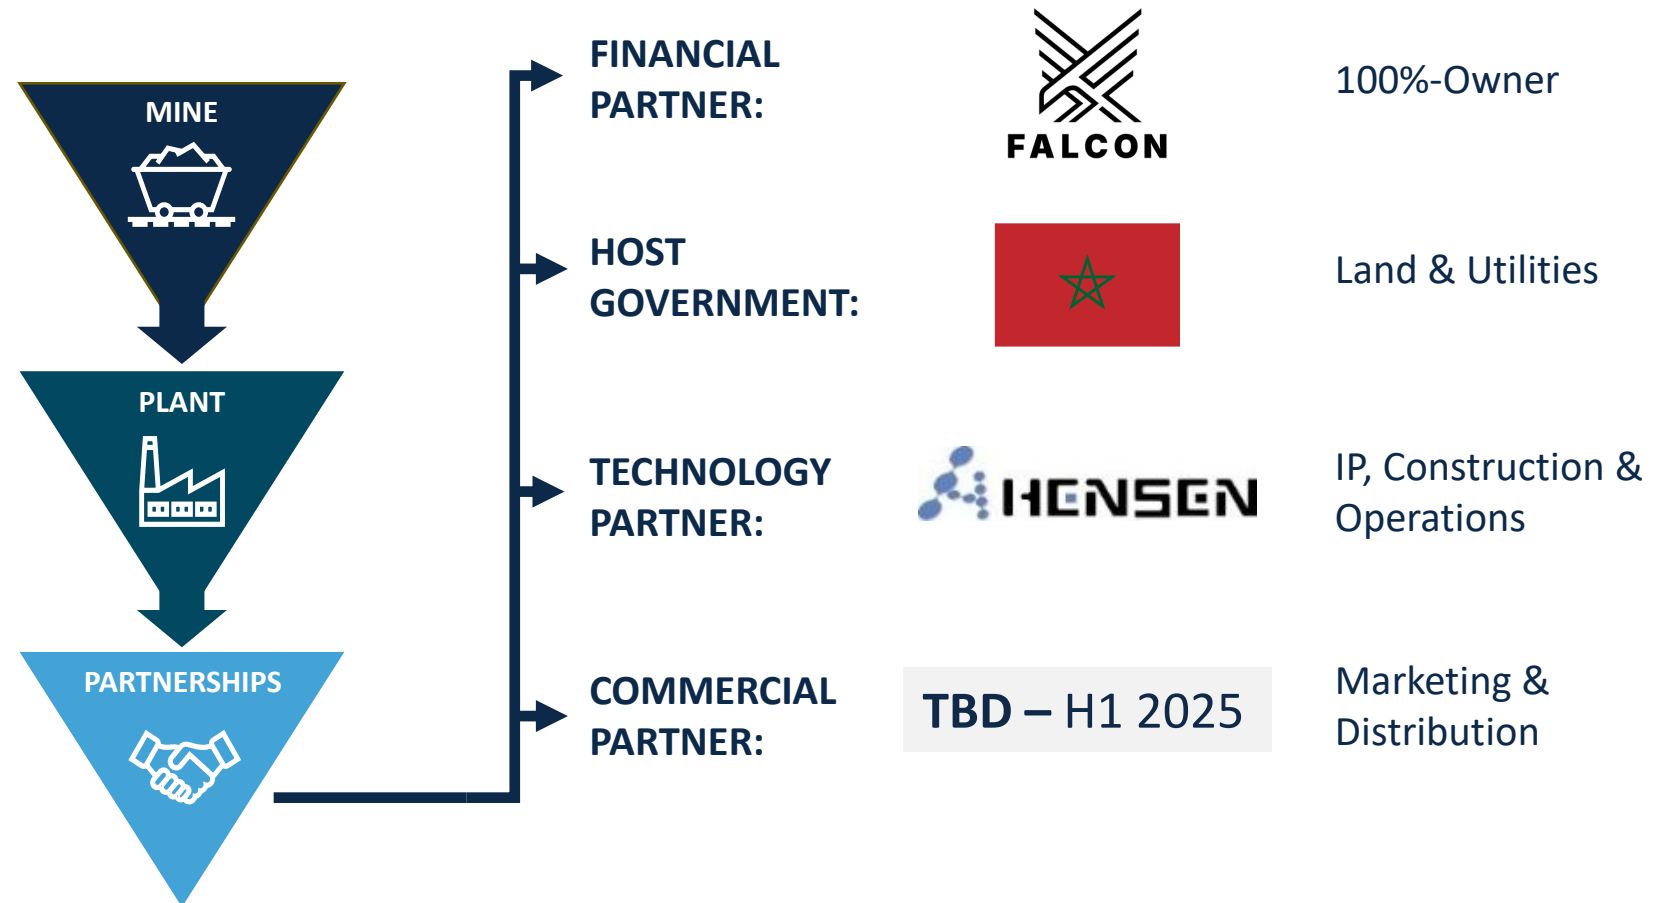 MINE
PLANT
PARTNERSHIPS
FINANCIAL
PARTNER:
FALCON
100%-Owner
HOST
GOVERNMENT:
Land & Utilities
TECHNOLOGY
PARTNER:
HENSEN
IP, Construction &
Operations
COMMERCIAL
PARTNER:
TBD – H1 2025
Marketing &
Distribution